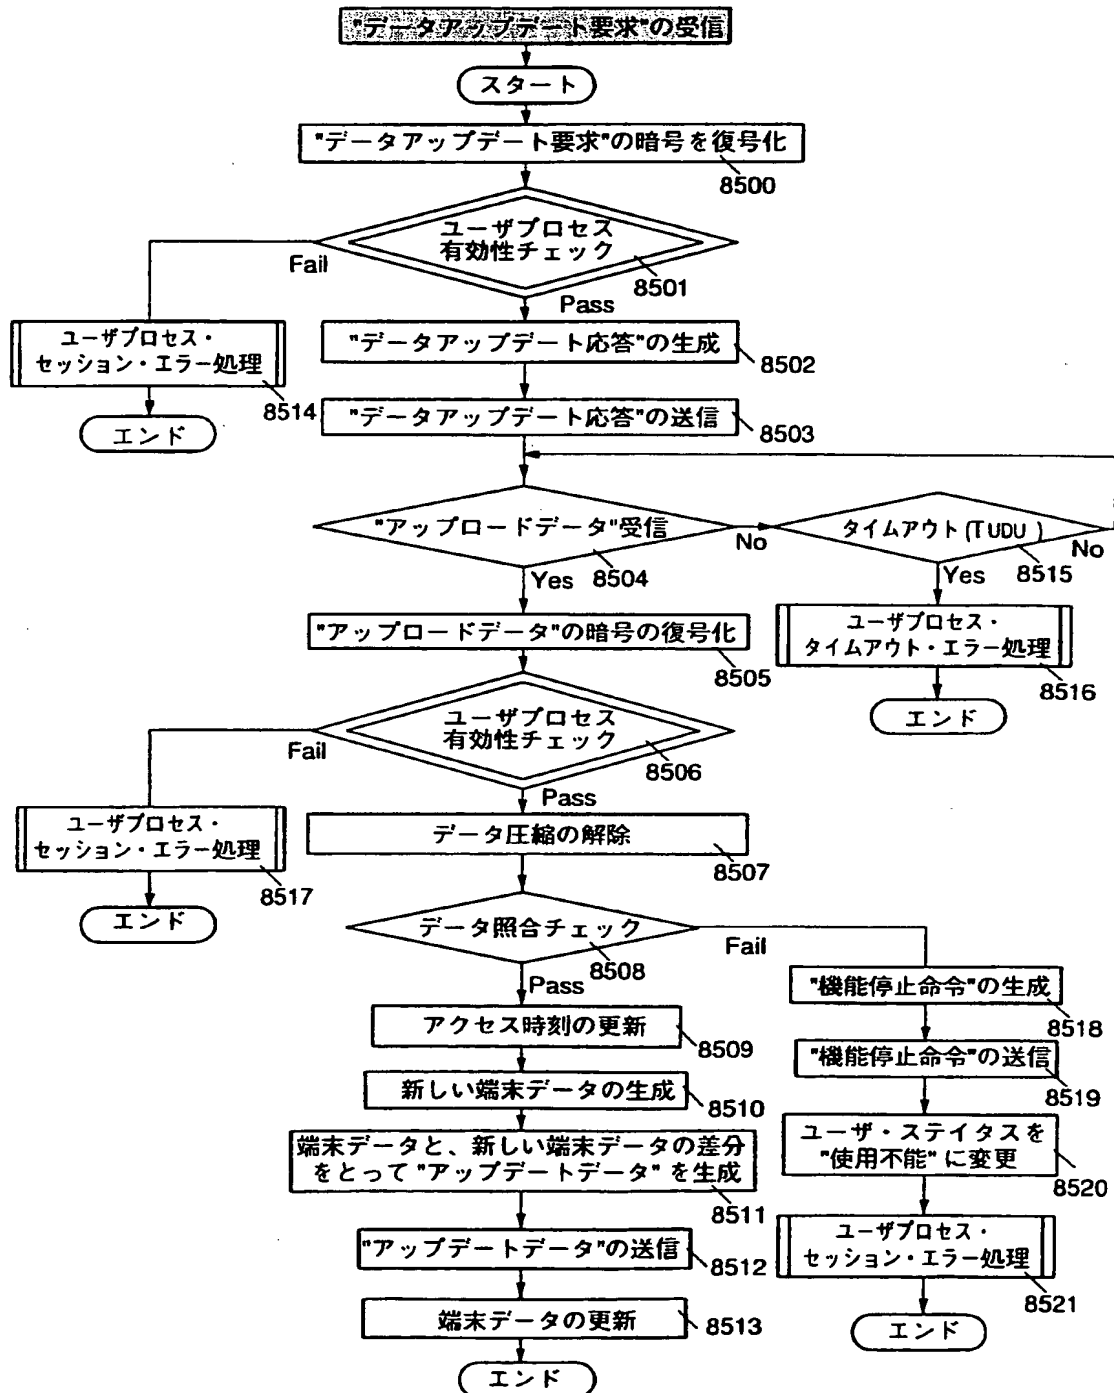 "データアップデート要求"の受信
スタート
"データアップデート要求"の暗号を復号化
8500
ユーザプロセス
有効性チェック
8501
Fail
Pass
ユーザプロセス・
セッション・エラー処理
8514
エンド
"データアップデート応答"の生成
8502
"データアップデート応答"の送信
8503
"アップロードデータ"受信
8504
No
Yes
タイムアウト(TUDU)
8515
No
Yes
ユーザプロセス・
タイムアウト・エラー処理
8516
エンド
"アップロードデータ"の暗号の復号化
8505
ユーザプロセス
有効性チェック
8506
Fail
Pass
ユーザプロセス・
セッション・エラー処理
8517
エンド
データ圧縮の解除
8507
データ照合チェック
8508
Fail
Pass
アクセス時刻の更新
8509
新しい端末データの生成
8510
端末データと、新しい端末データの差分
をとって"アップデートデータ"を生成
8511
"アップデートデータ"の送信
8512
端末データの更新
8513
エンド
"機能停止命令"の生成
8518
"機能停止命令"の送信
8519
ユーザ・ステイタスを
"使用不能"に変更
8520
ユーザプロセス・
セッション・エラー処理
8521
エンド